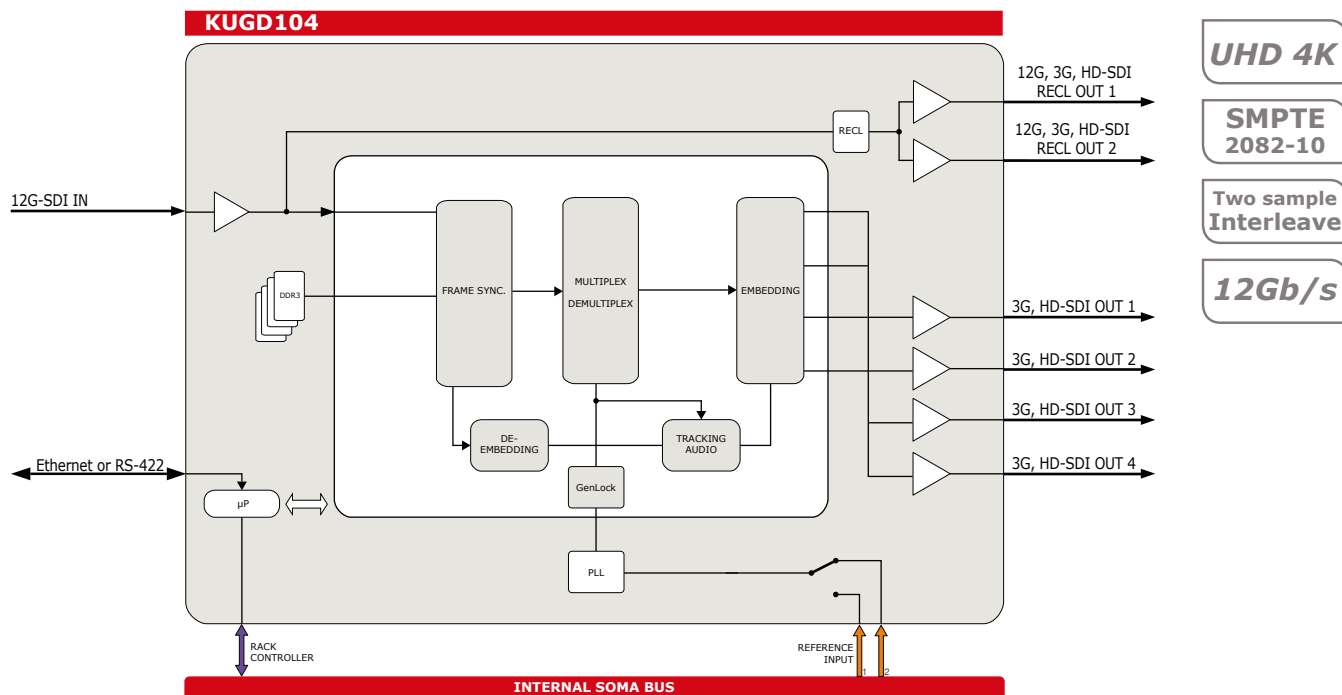 KUGD104
UHD 4K
SMPTE
2082-10
Two sample
Interleave
12Gb/s
12G, 3G, HD-SDI
RECL OUT 1
12G, 3G, HD-SDI
RECL OUT 2
RECL
12G-SDI IN
DDR3
FRAME SYNC.
MULTIPLEX
DEMULTIPLEX
EMBEDDING
3G, HD-SDI OUT 1
3G, HD-SDI OUT 2
3G, HD-SDI OUT 3
3G, HD-SDI OUT 4
DE-
EMBEDDING
TRACKING
AUDIO
Ethernet or RS-422
µP
GenLock
PLL
RACK
CONTROLLER
REFERENCE
INPUT
1
2
INTERNAL SOMA BUS